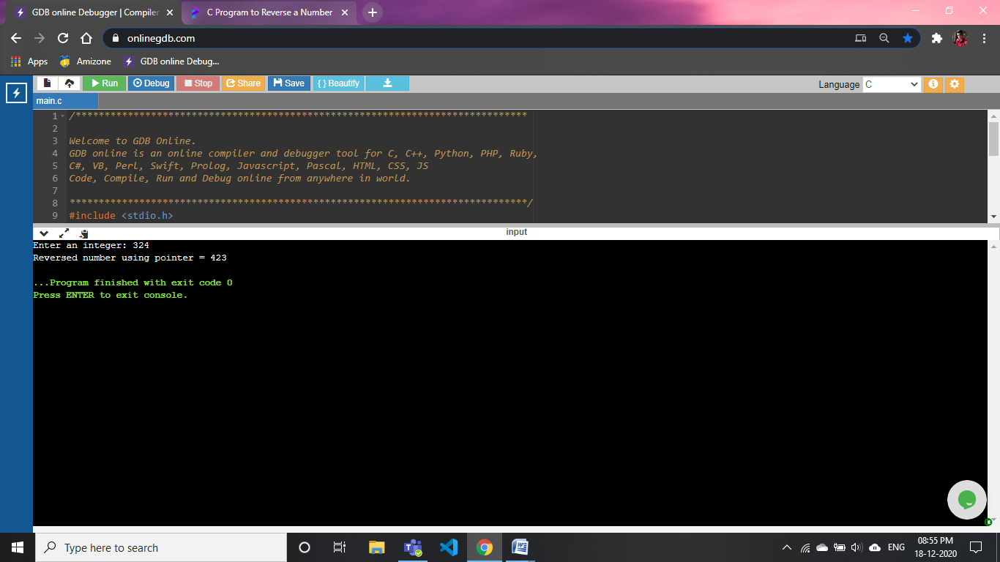 GDB online Debugger | Compiler
C Program to Reverse a Number
onlinegdb.com
Apps
Amizone
GDB online Debug...
Run
Debug
Stop
Share
Save
{ } Beautify
Language C
main.c
1 /******************************************************************************
2
3 Welcome to GDB Online.
4 GDB online is an online compiler and debugger tool for C, C++, Python, PHP, Ruby,
5 C#, VB, Perl, Swift, Prolog, Javascript, Pascal, HTML, CSS, JS
6 Code, Compile, Run and Debug online from anywhere in world.
7
8 *******************************************************************************/
9 #include <stdio.h>
input
Enter an integer: 324
Reversed number using pointer = 423
...Program finished with exit code 0
Press ENTER to exit console.
Type here to search
ENG
08:55 PM
18-12-2020